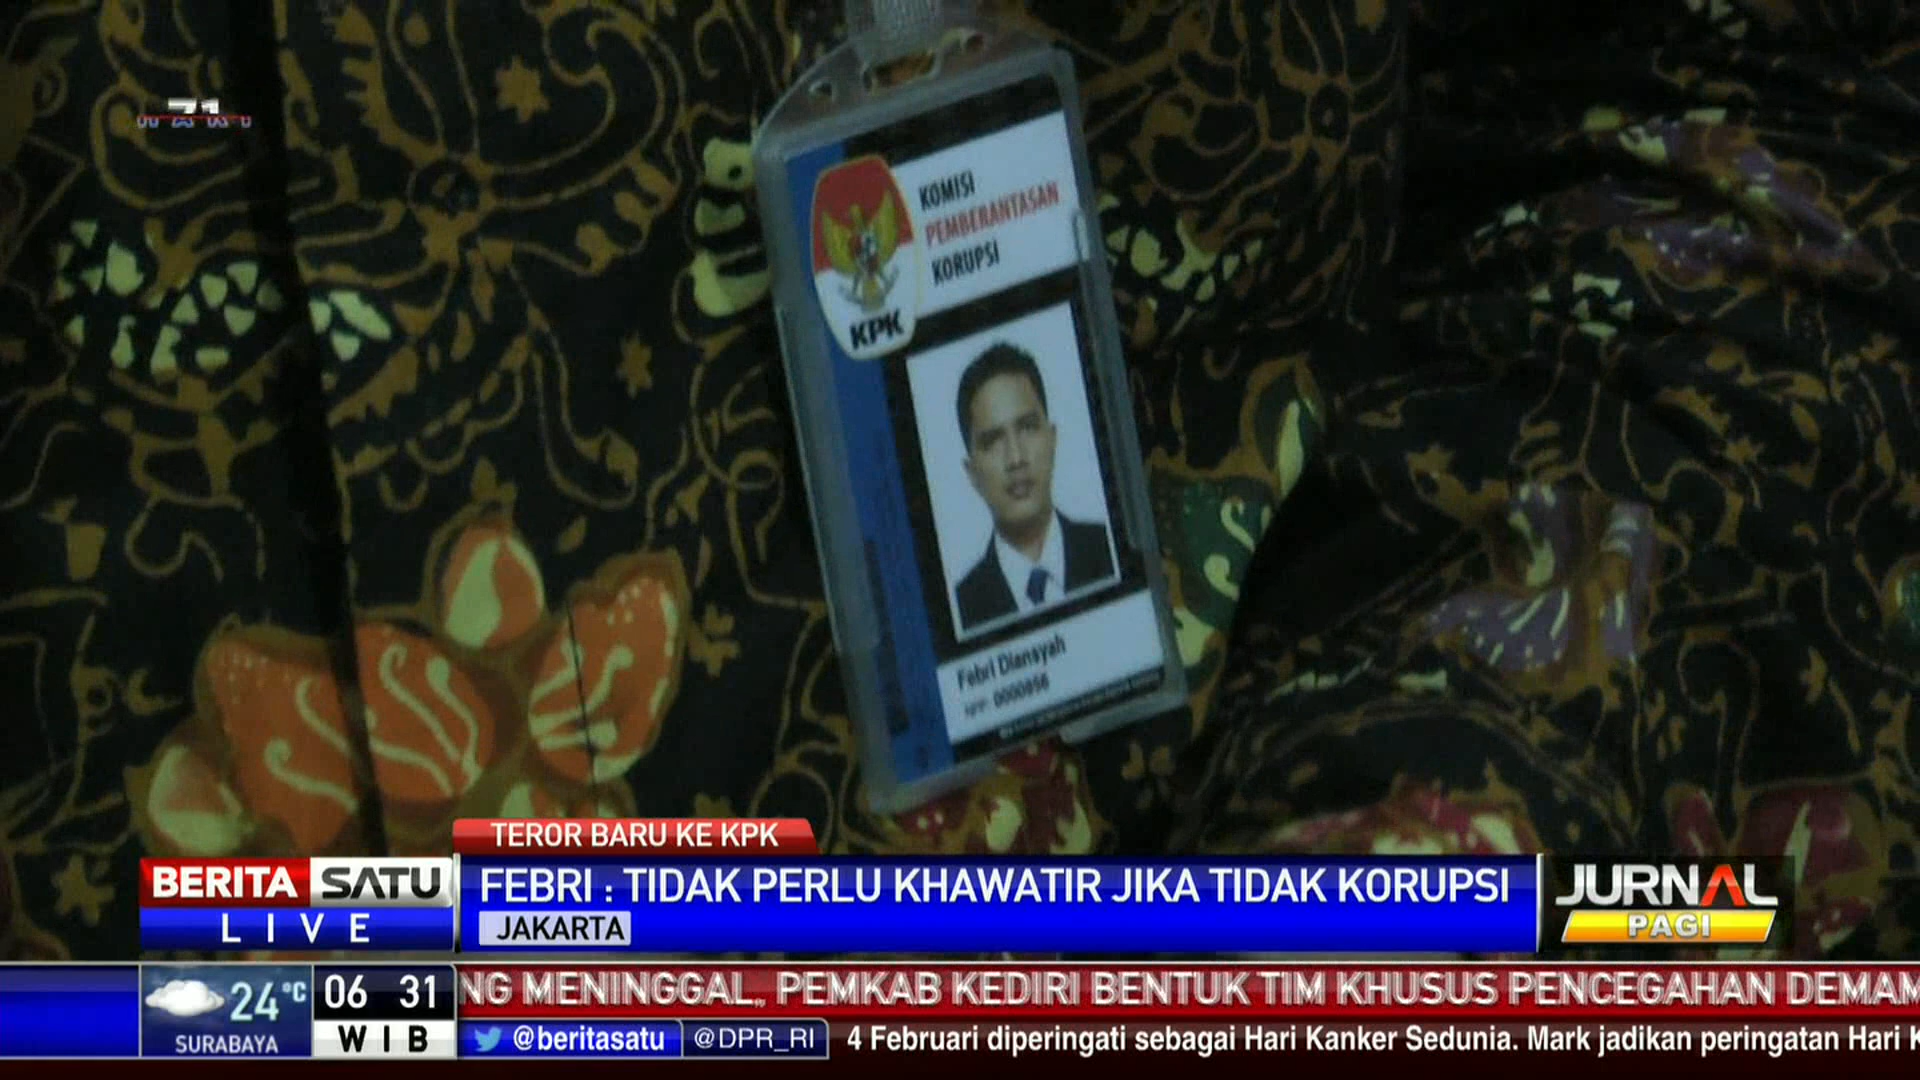 KOMISI
PEMBERANTASAN
KORUPSI
KPK
Febri Diansyah
NPP: 0000856
TEROR BARU KE KPK
BERITA SATU
LIVE
FEBRI : TIDAK PERLU KHAWATIR JIKA TIDAK KORUPSI
JAKARTA
JURNAL
PAGI
24°C
SURABAYA
06 31
WIB
NG MENINGGAL, PEMKAB KEDIRI BENTUK TIM KHUSUS PENCEGAHAN DEMAM
@beritasatu
@DPR_RI
4 Februari diperingati sebagai Hari Kanker Sedunia. Mark jadikan peringatan Hari K